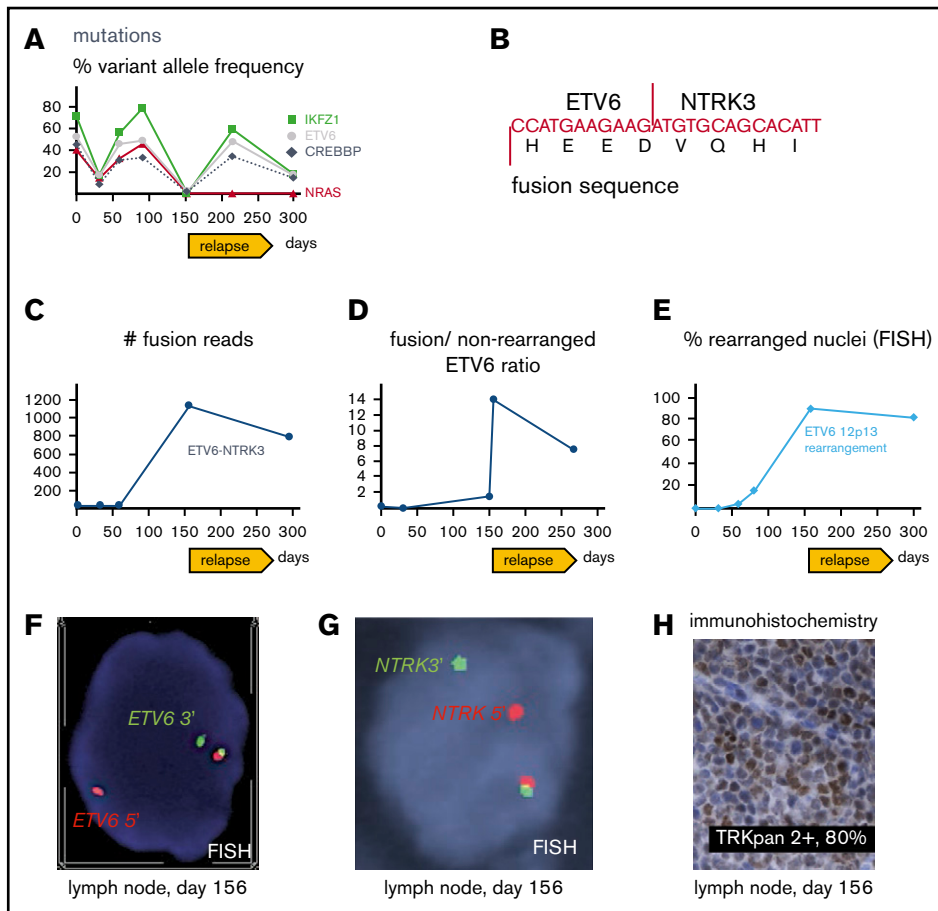 A
mutations
% variant allele frequency
80
60
40
20
IKFZ1
ETV6
CREBBP
NRAS
0 50 100 150 200 250 300
days
relapse
B
ETV6 NTRK3
CCATGAAGAAGATGTGCAGCACATT
H E E D V Q H I
fusion sequence
C
# fusion reads
1200
1000
800
600
400
200
ETV6-NTRK3
0 50 100 150 200 250 300
days
relapse
D
fusion/ non-rearranged
ETV6 ratio
14
12
10
8
6
4
2
0 50 100 150 200 250 300
days
relapse
E
% rearranged nuclei (FISH)
100
80
60
40
20
ETV6 12p13
rearrangement
0 50 100 150 200 250 300
days
relapse
F
ETV6 3'
ETV6 5'
FISH
lymph node, day 156
G
NTRK3'
NTRK 5'
FISH
lymph node, day 156
H
immunohistochemistry
TRKpan 2+, 80%
lymph node, day 156